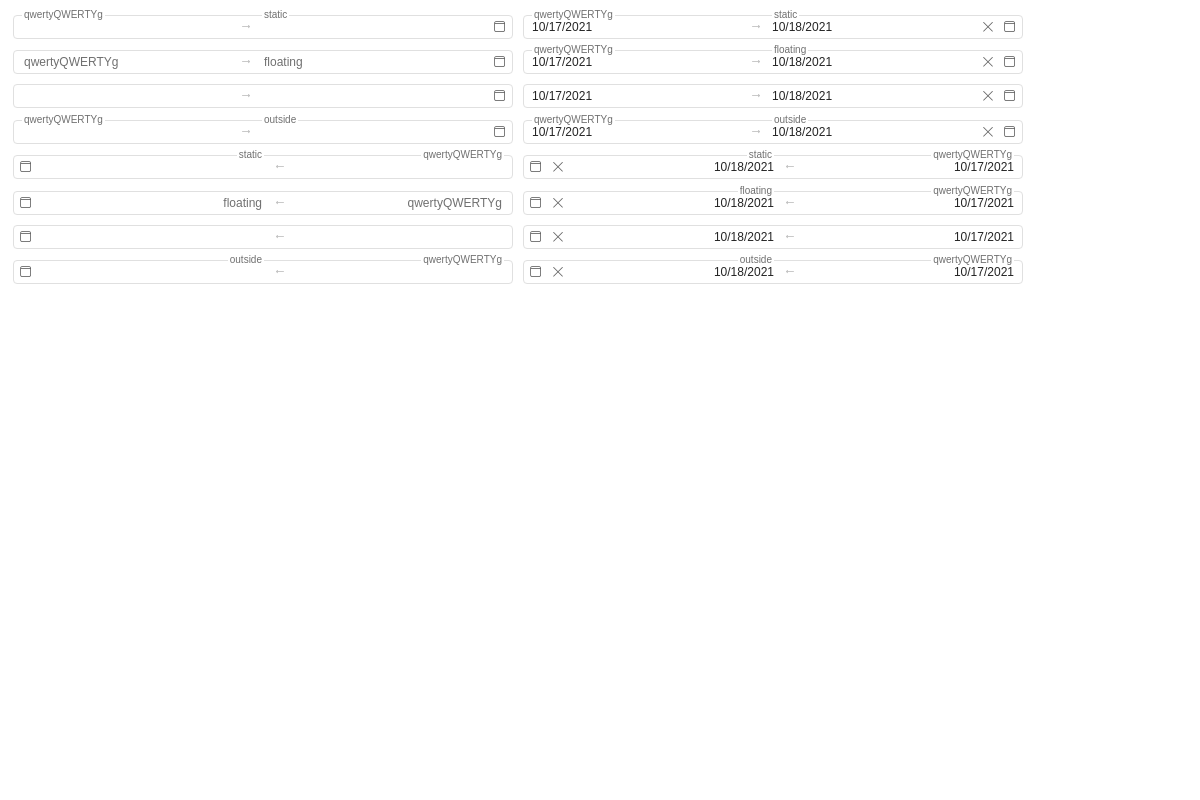 qwertyQWERTYg static qwertyQWERTYg static
→ 10/17/2021 → 10/18/2021
qwertyQWERTYg floating
qwertyQWERTYg → floating 10/17/2021 → 10/18/2021
→ 10/17/2021 → 10/18/2021
qwertyQWERTYg outside qwertyQWERTYg outside
→ 10/17/2021 → 10/18/2021
static qwertyQWERTYg static qwertyQWERTYg
← 10/18/2021 ← 10/17/2021
floating qwertyQWERTYg
floating ← qwertyQWERTYg 10/18/2021 ← 10/17/2021
← 10/18/2021 ← 10/17/2021
outside qwertyQWERTYg outside qwertyQWERTYg
← 10/18/2021 ← 10/17/2021